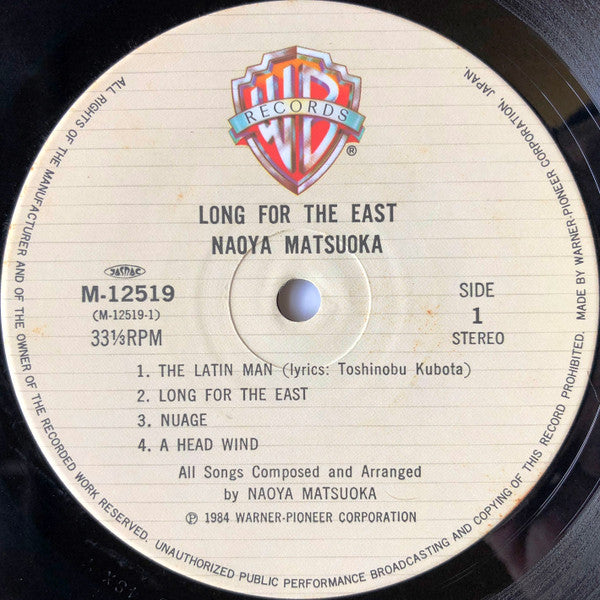 WB
RECORDS
®
LONG FOR THE EAST
NAOYA MATSUOKA
JASRAC
M-12519
(M-12519-1)
33⅓RPM
SIDE
1
STEREO
1. THE LATIN MAN (lyrics: Toshinobu Kubota)
2. LONG FOR THE EAST
3. NUAGE
4. A HEAD WIND
All Songs Composed and Arranged
by NAOYA MATSUOKA
℗ 1984 WARNER-PIONEER CORPORATION
ALL RIGHTS OF THE MANUFACTURER AND OF THE OWNER OF THE RECORDED WORK RESERVED. UNAUTHORIZED PUBLIC PERFORMANCE BROADCASTING AND COPYING OF THIS RECORD PROHIBITED. MADE BY WARNER-PIONEER CORPORATION, JAPAN.